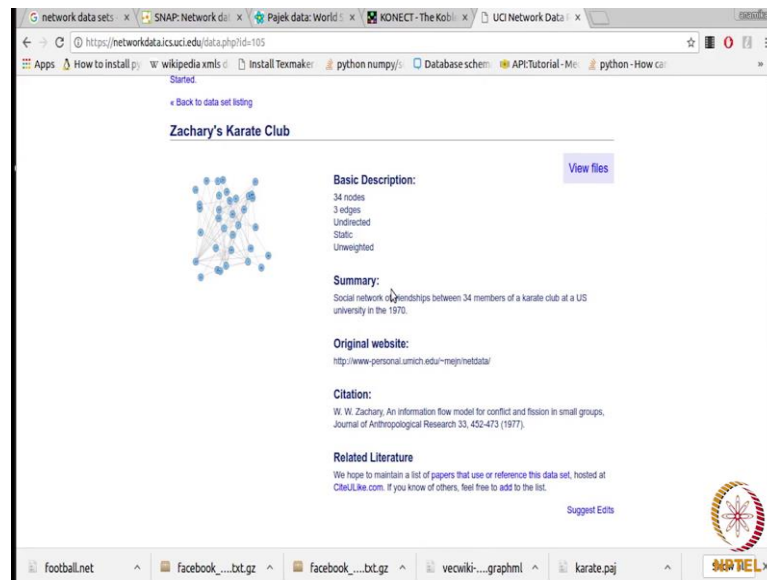 network data sets - SNAP: Network dat Pajek data: World S KONECT - The Kobl UCI Network Data R
https://networkdata.ics.uci.edu/data.php?id=105
Apps How to install py wikipedia xmls d Install Texmaker python numpy/s Database schem API:Tutorial - Me python - How ca
Started.
« Back to data set listing
Zachary's Karate Club
View files
Basic Description:
34 nodes
3 edges
Undirected
Static
Unweighted
Summary:
Social network of friendships between 34 members of a karate club at a US
university in the 1970.
Original website:
http://www-personal.umich.edu/~mejn/netdata/
Citation:
W. W. Zachary, An information flow model for conflict and fission in small groups,
Journal of Anthropological Research 33, 452-473 (1977).
Related Literature
We hope to maintain a list of papers that use or reference this data set, hosted at
CiteULike.com. If you know of others, feel free to add to the list.
Suggest Edits
football.net facebook_....txt.gz facebook_....txt.gz vecwiki-....graphml karate.paj
NPTEL